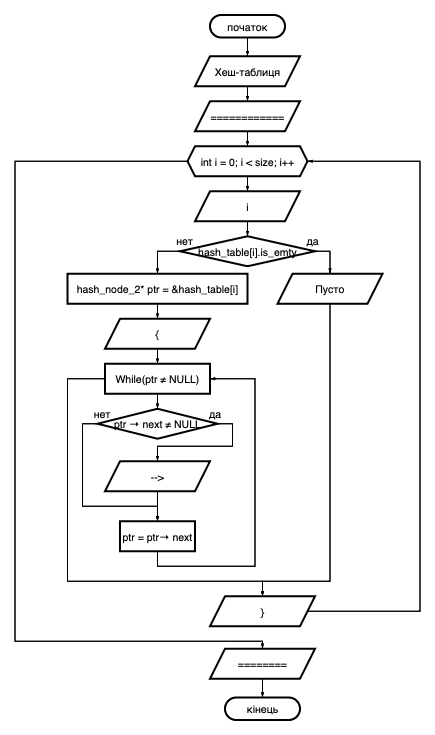 початок
Хеш-таблиця
============
int i = 0; i < size; i++
i
нет
да
hash_table[i].is_emty
hash_node_2* ptr = &hash_table[i]
Пусто
{
While(ptr ≠ NULL)
нет
да
ptr → next ≠ NULL
-->
ptr = ptr→ next
}
========
кінець